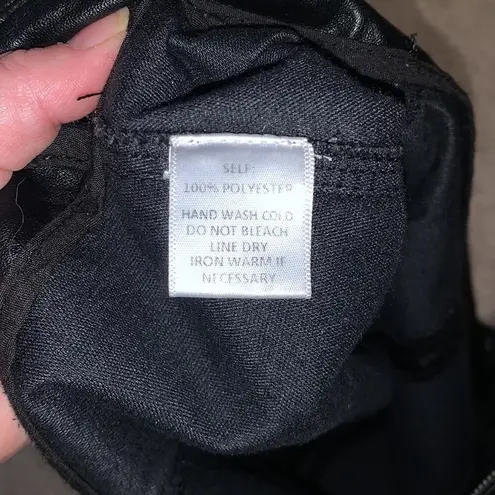 SELF:
100% POLYESTER
HAND WASH COLD
DO NOT BLEACH
LINE DRY
IRON WARM IF
NECESSARY